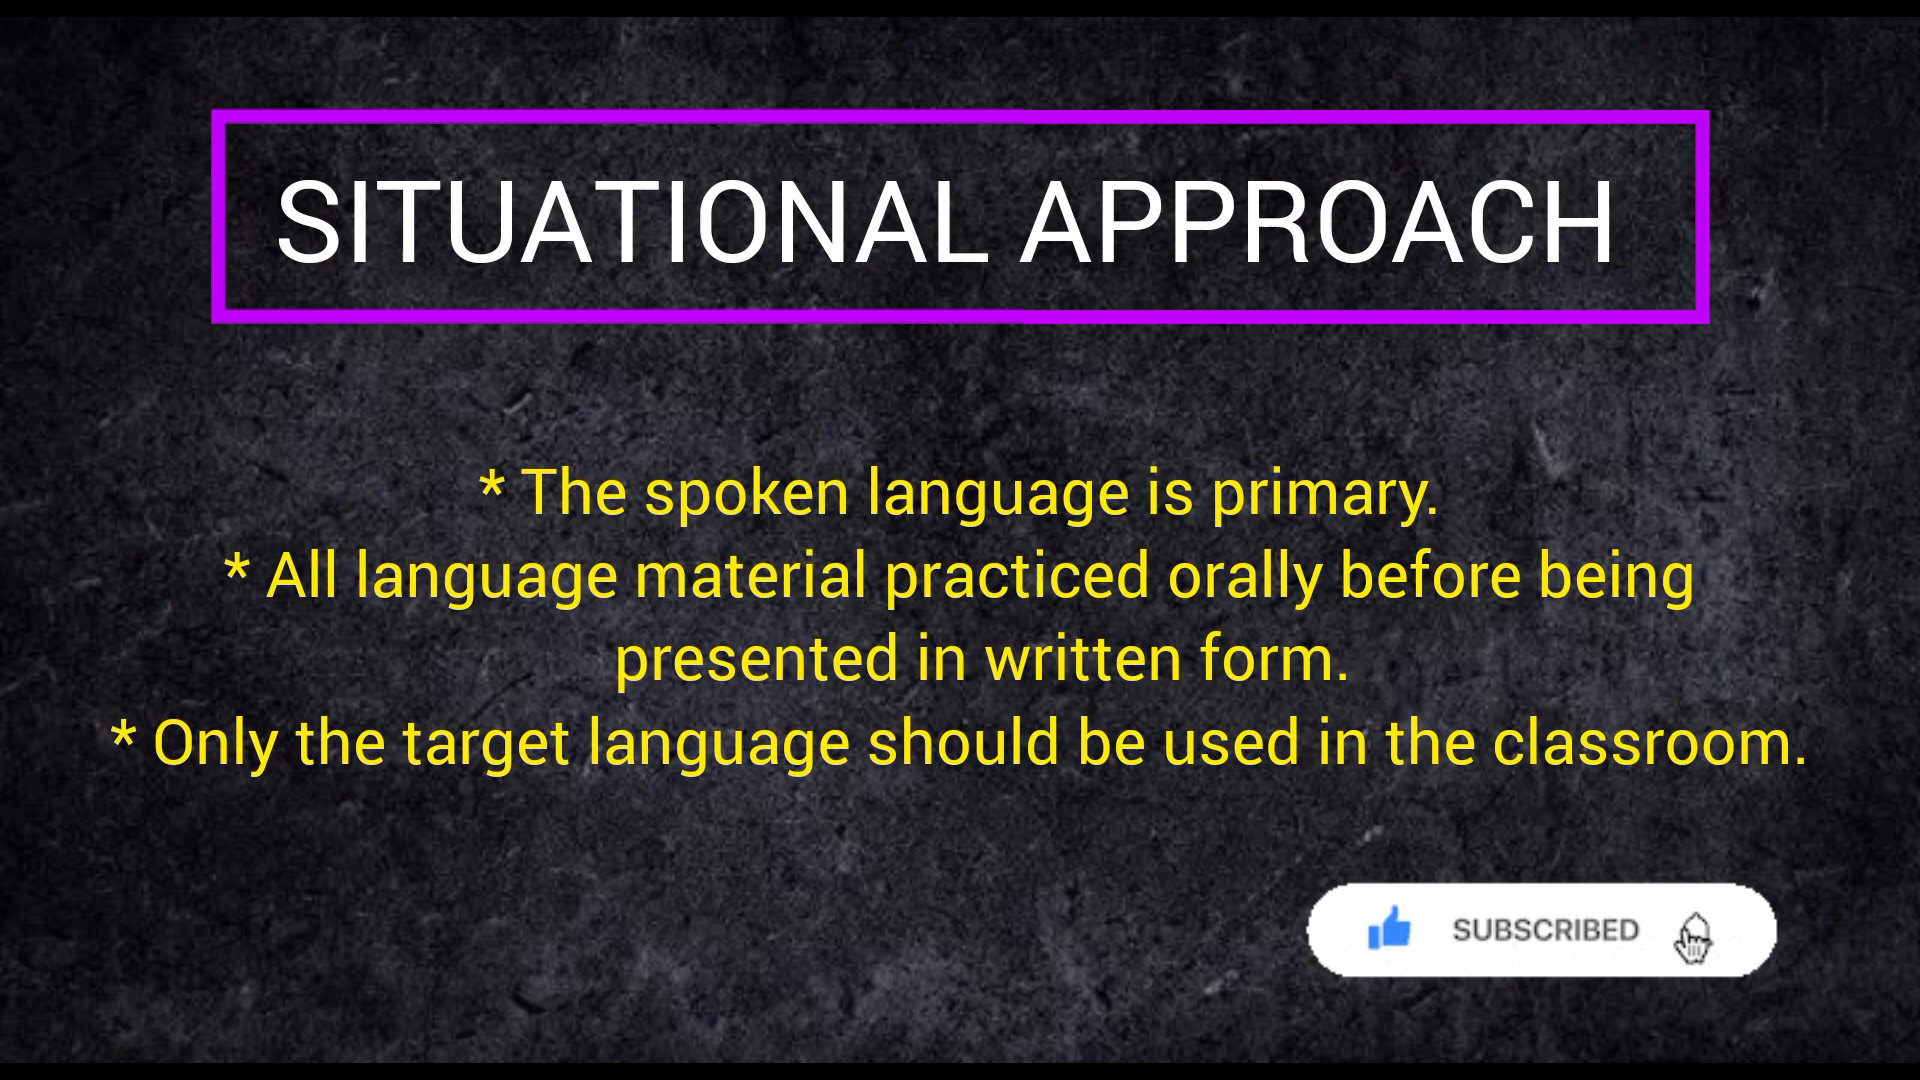 SITUATIONAL APPROACH
* The spoken language is primary.
* All language material practiced orally before being
presented in written form.
* Only the target language should be used in the classroom.
SUBSCRIBED